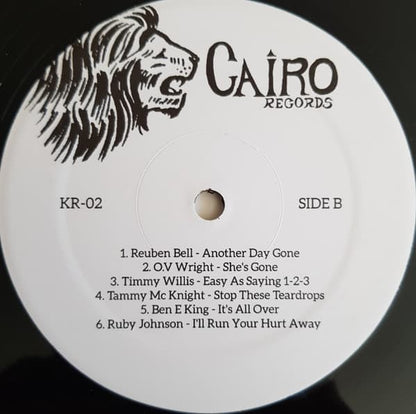 CAiRO
RECORDS
KR-02
SIDE B
1. Reuben Bell - Another Day Gone
2. O.V Wright - She's Gone
3. Timmy Willis - Easy As Saying 1-2-3
4. Tammy Mc Knight - Stop These Teardrops
5. Ben E King - It's All Over
6. Ruby Johnson - I'll Run Your Hurt Away